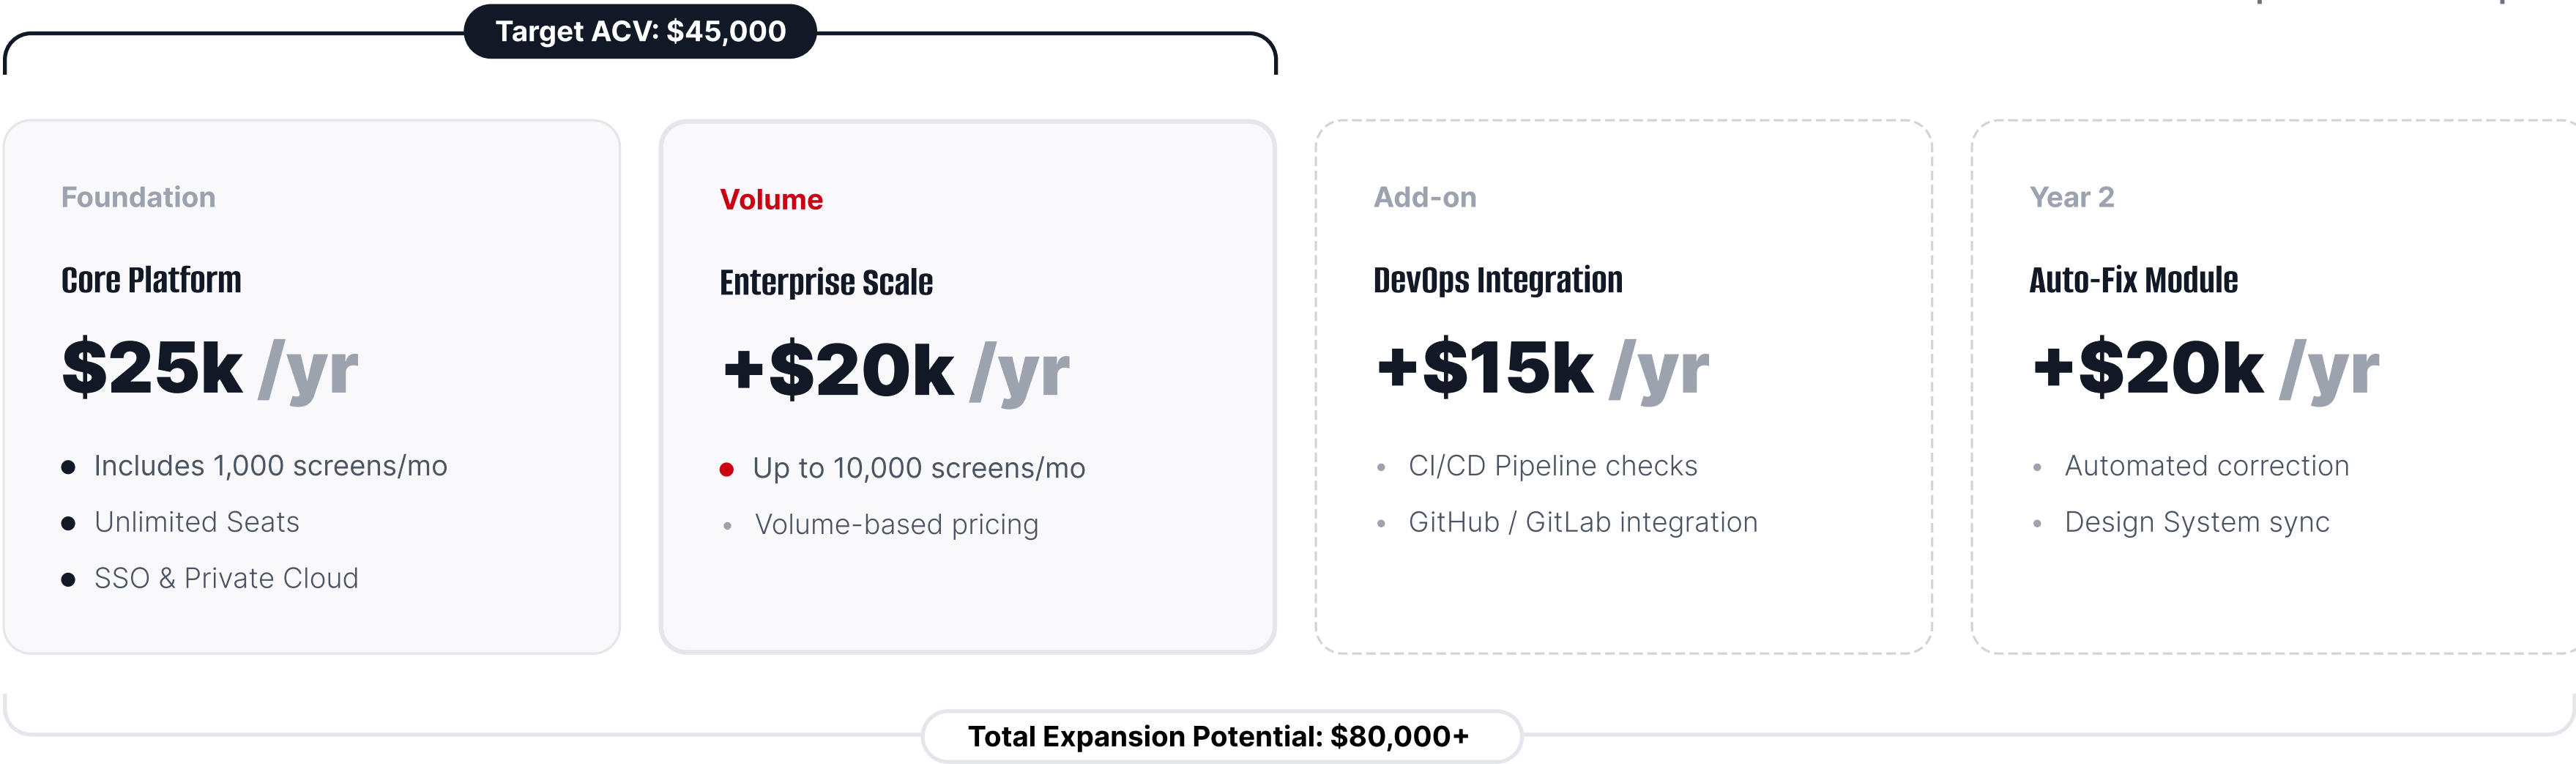 Target ACV: $45,000
Foundation
Core Platform
$25k /yr
Includes 1,000 screens/mo
Unlimited Seats
SSO & Private Cloud
Volume
Enterprise Scale
+$20k /yr
Up to 10,000 screens/mo
Volume-based pricing
Add-on
DevOps Integration
+$15k /yr
CI/CD Pipeline checks
GitHub / GitLab integration
Year 2
Auto-Fix Module
+$20k /yr
Automated correction
Design System sync
Total Expansion Potential: $80,000+